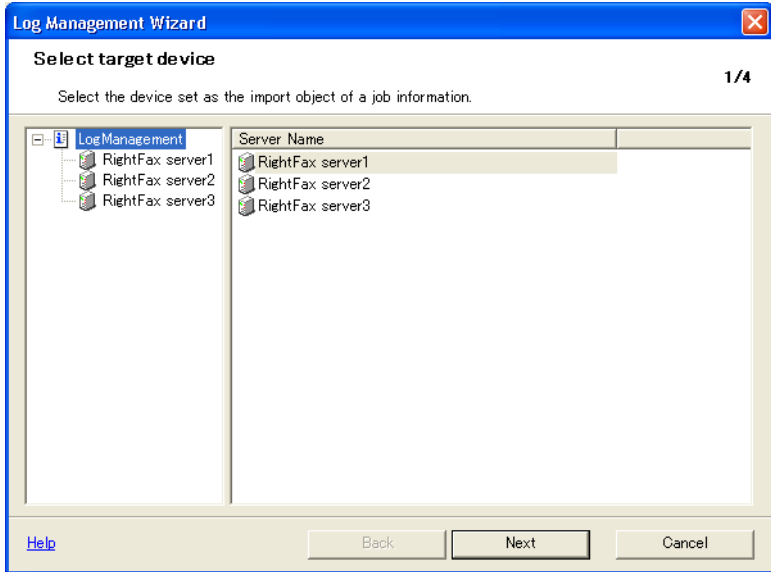 Log Management Wizard
Select target device
1/4
Select the device set as the import object of a job information.
LogManagement
RightFax server1
RightFax server2
RightFax server3
Server Name
RightFax server1
RightFax server2
RightFax server3
Help
Back
Next
Cancel